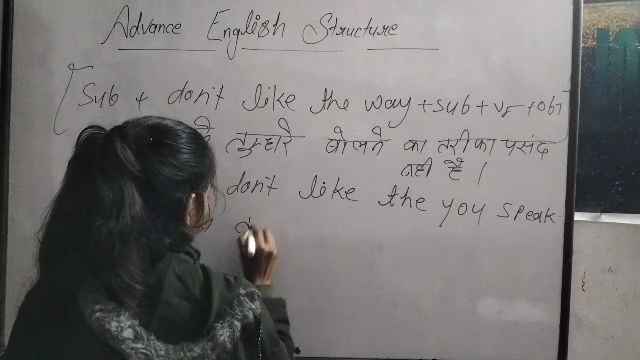 Advance English Structure
Sub + don't like the way + sub + v5 + obj
तुम्हारे बोलने का तरीका पसंद
नही है ।
don't like the you speak.